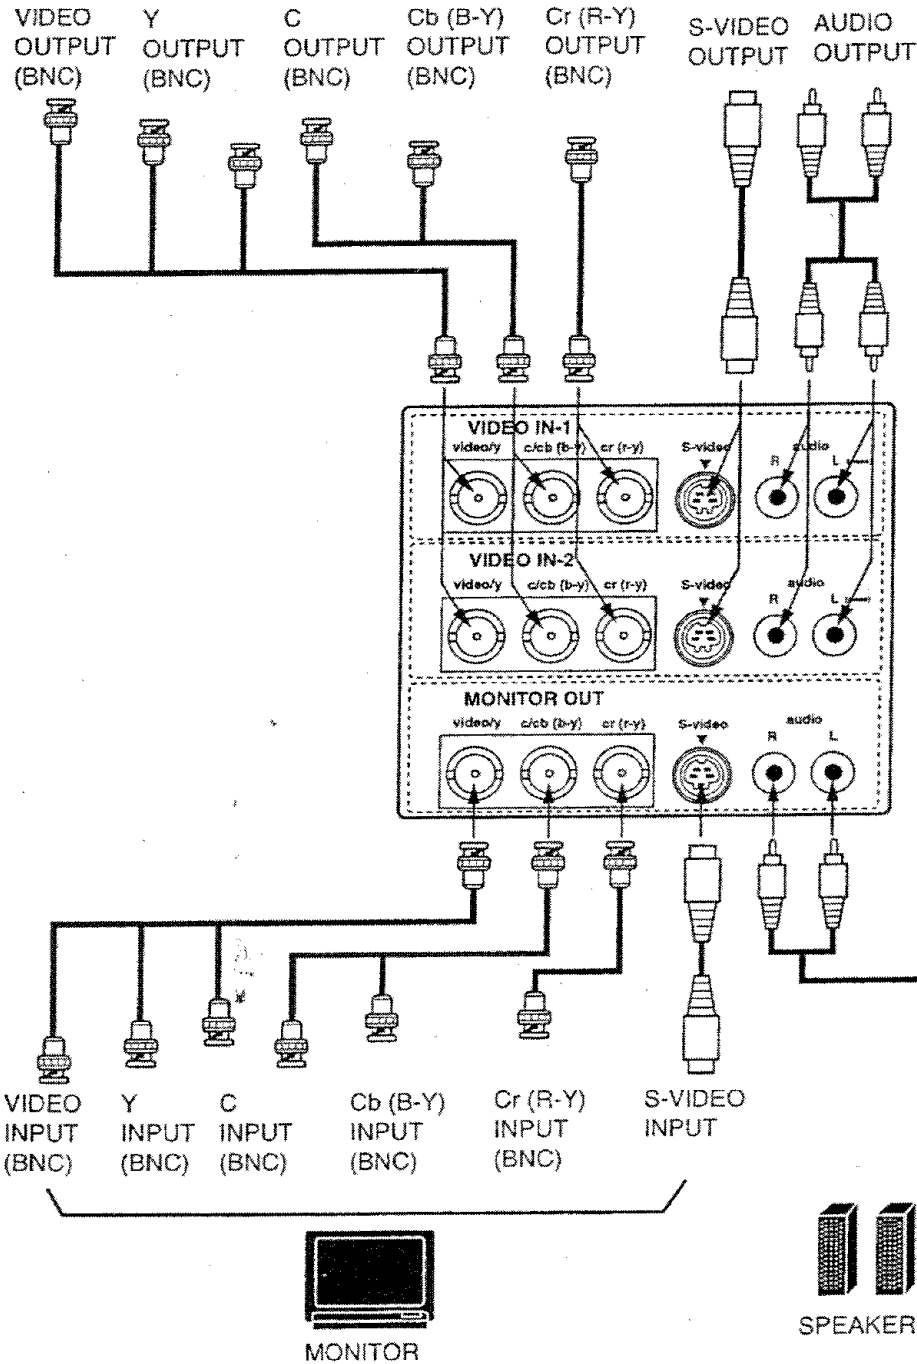 VIDEO OUTPUT (BNC)
Y OUTPUT (BNC)
C OUTPUT (BNC)
Cb (B-Y) OUTPUT (BNC)
Cr (R-Y) OUTPUT (BNC)
S-VIDEO OUTPUT
AUDIO OUTPUT
VIDEO IN-1
video/y
c/cb (b-y)
cr (r-y)
S-video
audio
R
L
VIDEO IN-2
video/y
c/cb (b-y)
cr (r-y)
S-video
audio
R
L
MONITOR OUT
video/y
c/cb (b-y)
cr (r-y)
S-video
audio
R
L
VIDEO INPUT (BNC)
Y INPUT (BNC)
C INPUT (BNC)
Cb (B-Y) INPUT (BNC)
Cr (R-Y) INPUT (BNC)
S-VIDEO INPUT
MONITOR
SPEAKER